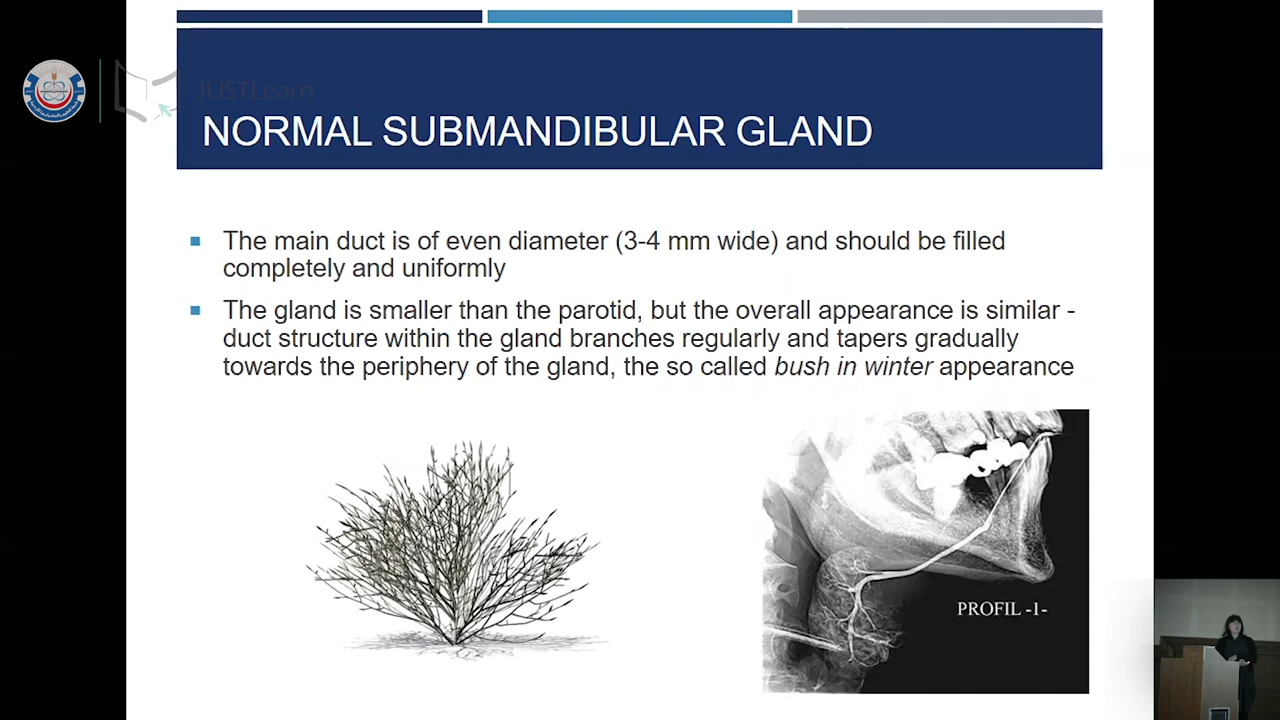 JUSTLearn
NORMAL SUBMANDIBULAR GLAND
The main duct is of even diameter (3-4 mm wide) and should be filled
completely and uniformly
The gland is smaller than the parotid, but the overall appearance is similar -
duct structure within the gland branches regularly and tapers gradually
towards the periphery of the gland, the so called bush in winter appearance
PROFIL -1-